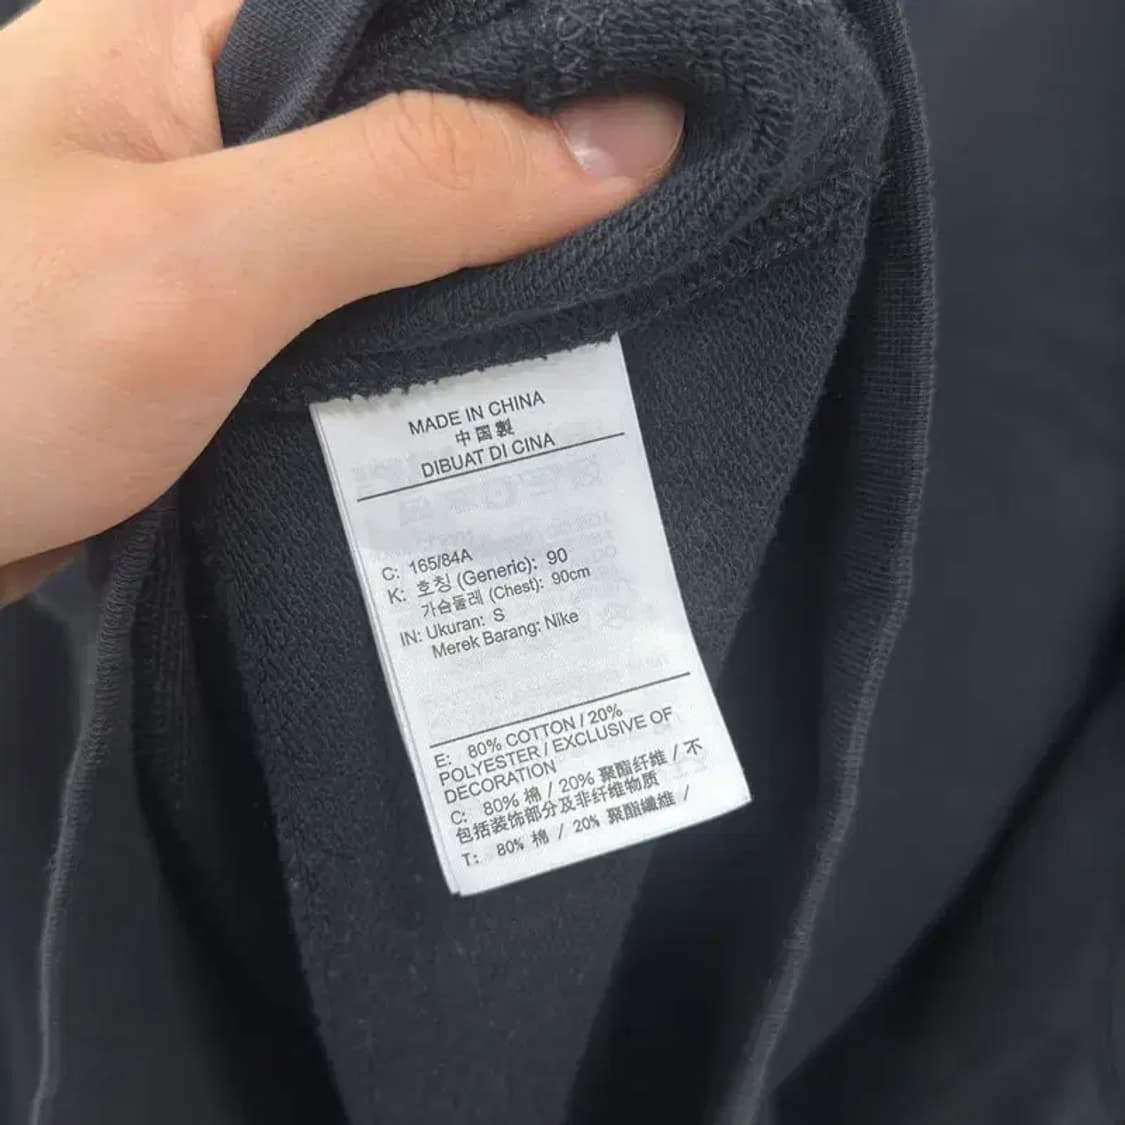 MADE IN CHINA
中国製
DIBUAT DI CINA
C: 165/84A
K: 호칭 (Generic): 90
가슴둘레 (Chest): 90cm
IN: Ukuran: S
Merek Barang: Nike
E: 80% COTTON / 20%
POLYESTER / EXCLUSIVE OF
DECORATION
C: 80% 棉 / 20% 聚酯纤维 / 不
包括装饰部分及非纤维物质
T: 80% 棉 / 20% 聚酯纖維 /